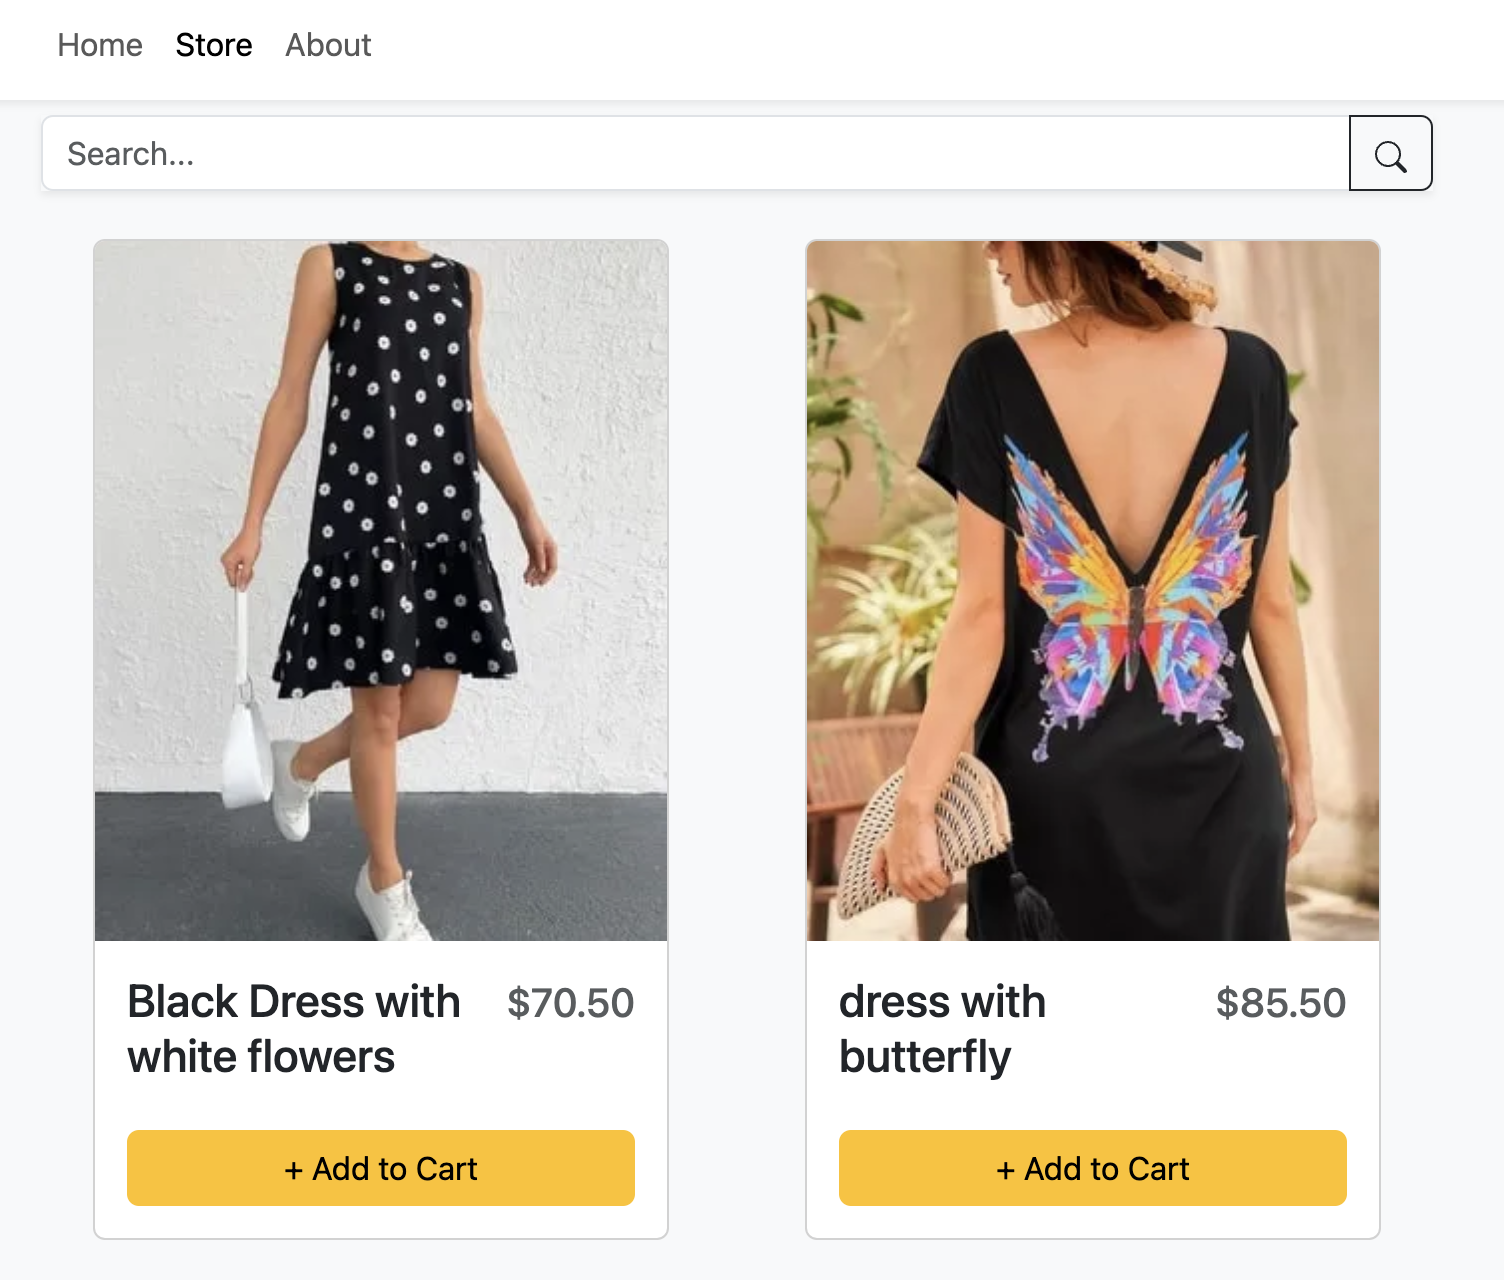 Home Store About
Search...
Black Dress with $70.50
white flowers
+ Add to Cart
dress with $85.50
butterfly
+ Add to Cart